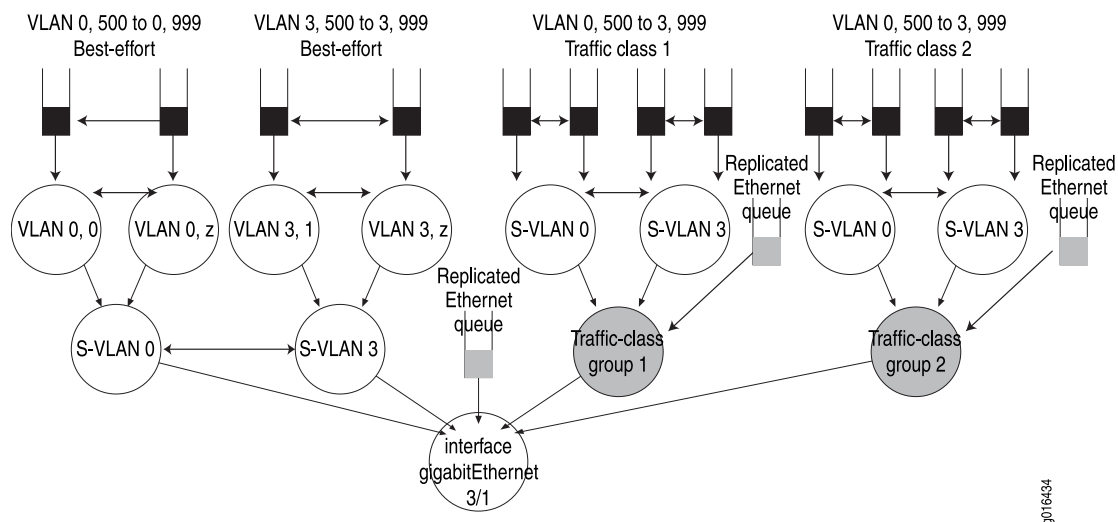 VLAN 0, 500 to 0, 999
Best-effort
VLAN 3, 500 to 3, 999
Best-effort
VLAN 0, 500 to 3, 999
Traffic class 1
VLAN 0, 500 to 3, 999
Traffic class 2
Replicated
Ethernet
queue
Replicated
Ethernet
queue
VLAN 0, 0
VLAN 0, z
VLAN 3, 1
VLAN 3, z
S-VLAN 0
S-VLAN 3
S-VLAN 0
S-VLAN 3
Replicated
Ethernet
queue
S-VLAN 0
S-VLAN 3
Traffic-class
group 1
Traffic-class
group 2
interface
gigabitEthernet
3/1
g016434